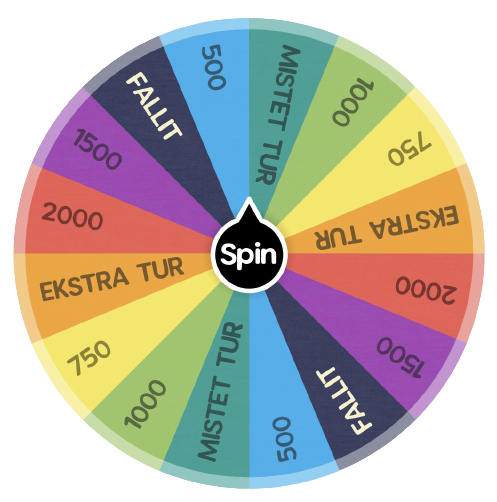 MISTET TUR
1000
750
EKSTRA TUR
2000
1500
FALLIT
500
MISTET TUR
1000
750
EKSTRA TUR
2000
1500
FALLIT
500
Spin